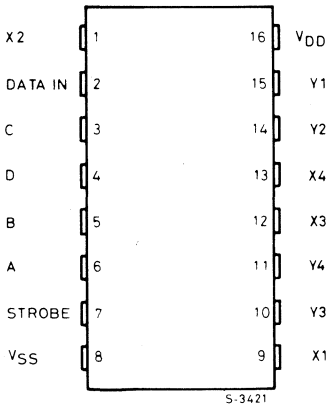 X2 1 16 VDD
DATA IN 2 15 Y1
C 3 14 Y2
D 4 13 X4
B 5 12 X3
A 6 11 Y4
STROBE 7 10 Y3
VSS 8 9 X1
S-3421